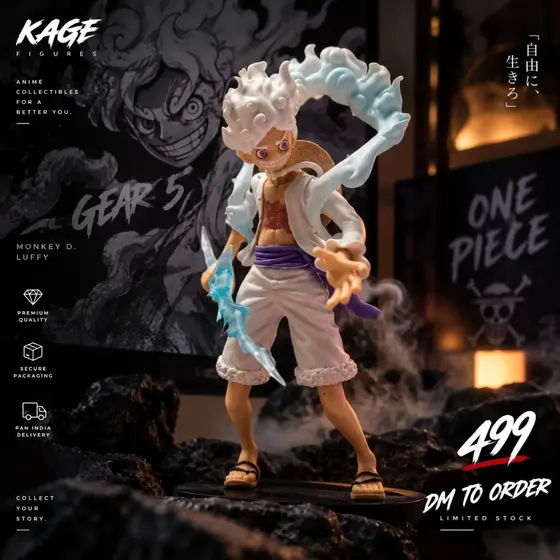 KAGE
FIGURES
ANIME
COLLECTIBLES
FOR A
BETTER YOU.
「自由に、
生きろ」
GEAR 5
ONE
PIECE
MONKEY D.
LUFFY
PREMIUM
QUALITY
SECURE
PACKAGING
PAN INDIA
DELIVERY
499
DM TO ORDER
LIMITED STOCK
COLLECT
YOUR
STORY.